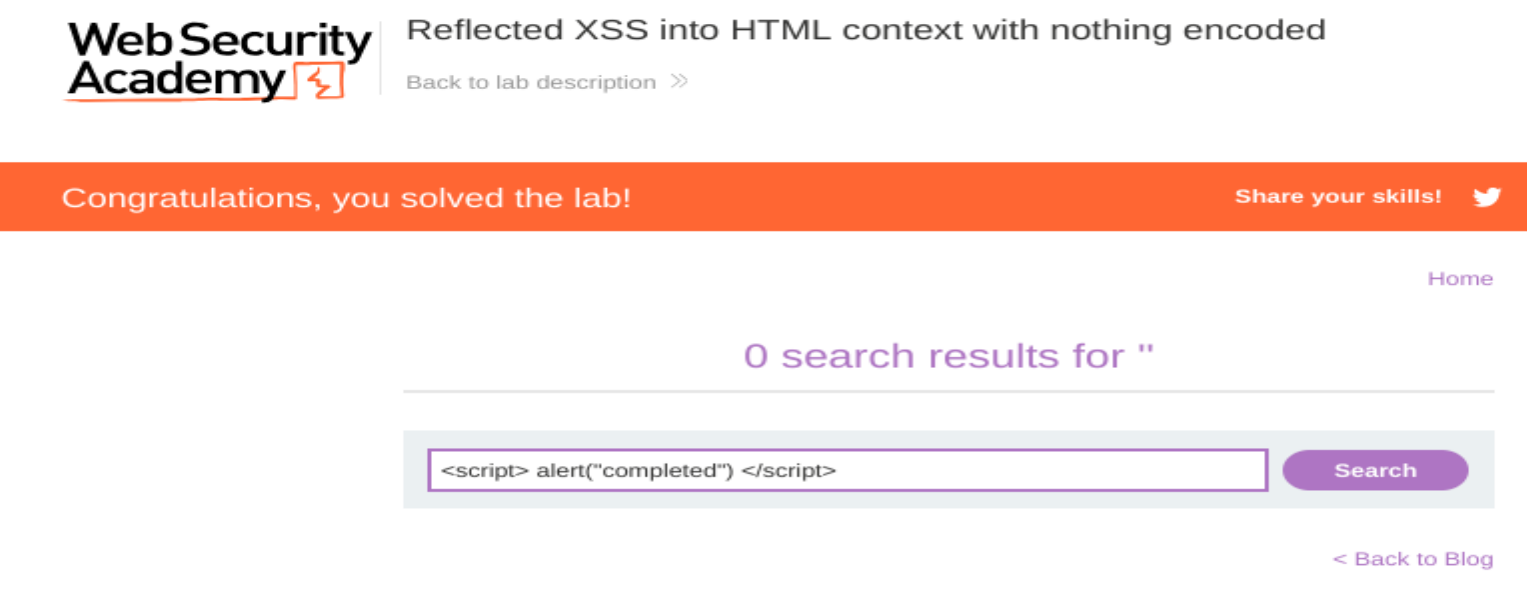 Web Security
Academy
Reflected XSS into HTML context with nothing encoded
Back to lab description >>
Congratulations, you solved the lab!
Share your skills!
Home
0 search results for "
<script> alert("completed") </script>
Search
< Back to Blog